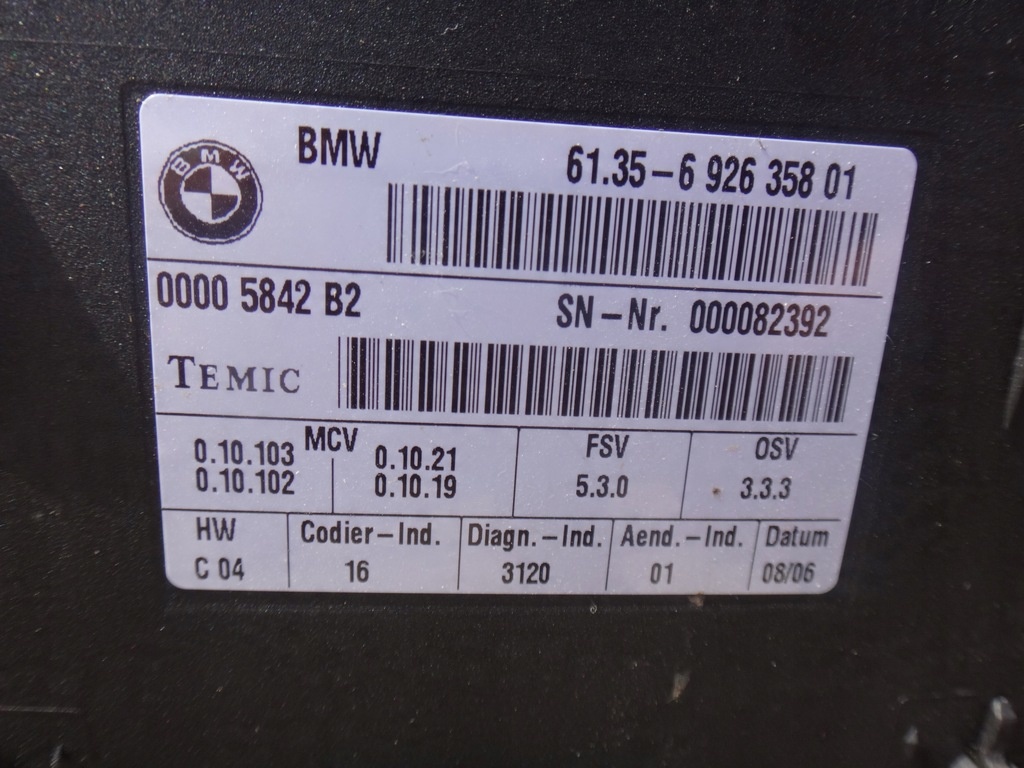 BMW
BMW 61.35-6 926 358 01
0000 5842 B2 SN-Nr. 000082392
TEMIC
MCV FSV OSV
0.10.103 0.10.21
0.10.102 0.10.19 5.3.0 3.3.3
HW Codier-Ind. Diagn.-Ind. Aend.-Ind. Datum
C 04 16 3120 01 08/06